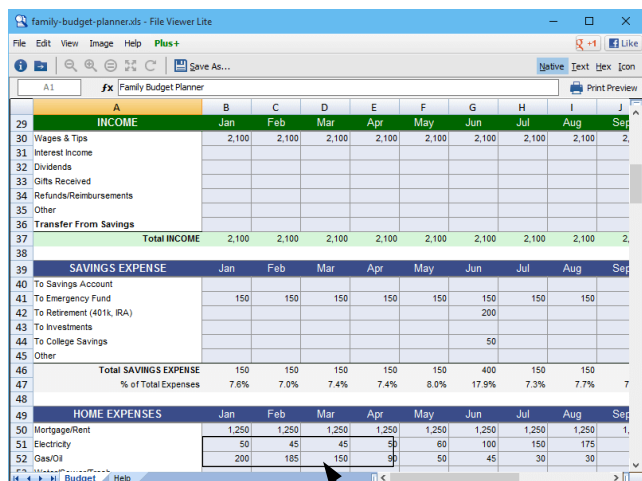 family-budget-planner.xls - File Viewer Lite
File Edit View Image Help Plus+ +1 Like
Save As... Native Text Hex Icon
A1 fx Family Budget Planner Print Preview
A B C D E F G H I J
29 INCOME Jan Feb Mar Apr May Jun Jul Aug Sep
30 Wages & Tips 2,100 2,100 2,100 2,100 2,100 2,100 2,100 2,100 2,
31 Interest Income
32 Dividends
33 Gifts Received
34 Refunds/Reimbursements
35 Other
36 Transfer From Savings
37 Total INCOME 2,100 2,100 2,100 2,100 2,100 2,100 2,100 2,100 2,
38
39 SAVINGS EXPENSE Jan Feb Mar Apr May Jun Jul Aug Sep
40 To Savings Account
41 To Emergency Fund 150 150 150 150 150 150 150 150
42 To Retirement (401k, IRA) 200
43 To Investments
44 To College Savings 50
45 Other
46 Total SAVINGS EXPENSE 150 150 150 150 150 400 150 150
47 % of Total Expenses 7.6% 7.0% 7.4% 7.4% 8.0% 17.9% 7.3% 7.7% 7
48
49 HOME EXPENSES Jan Feb Mar Apr May Jun Jul Aug Sep
50 Mortgage/Rent 1,250 1,250 1,250 1,250 1,250 1,250 1,250 1,250 1,
51 Electricity 50 45 45 50 60 100 150 175
52 Gas/Oil 200 185 150 90 50 45 30 30
Budget Help